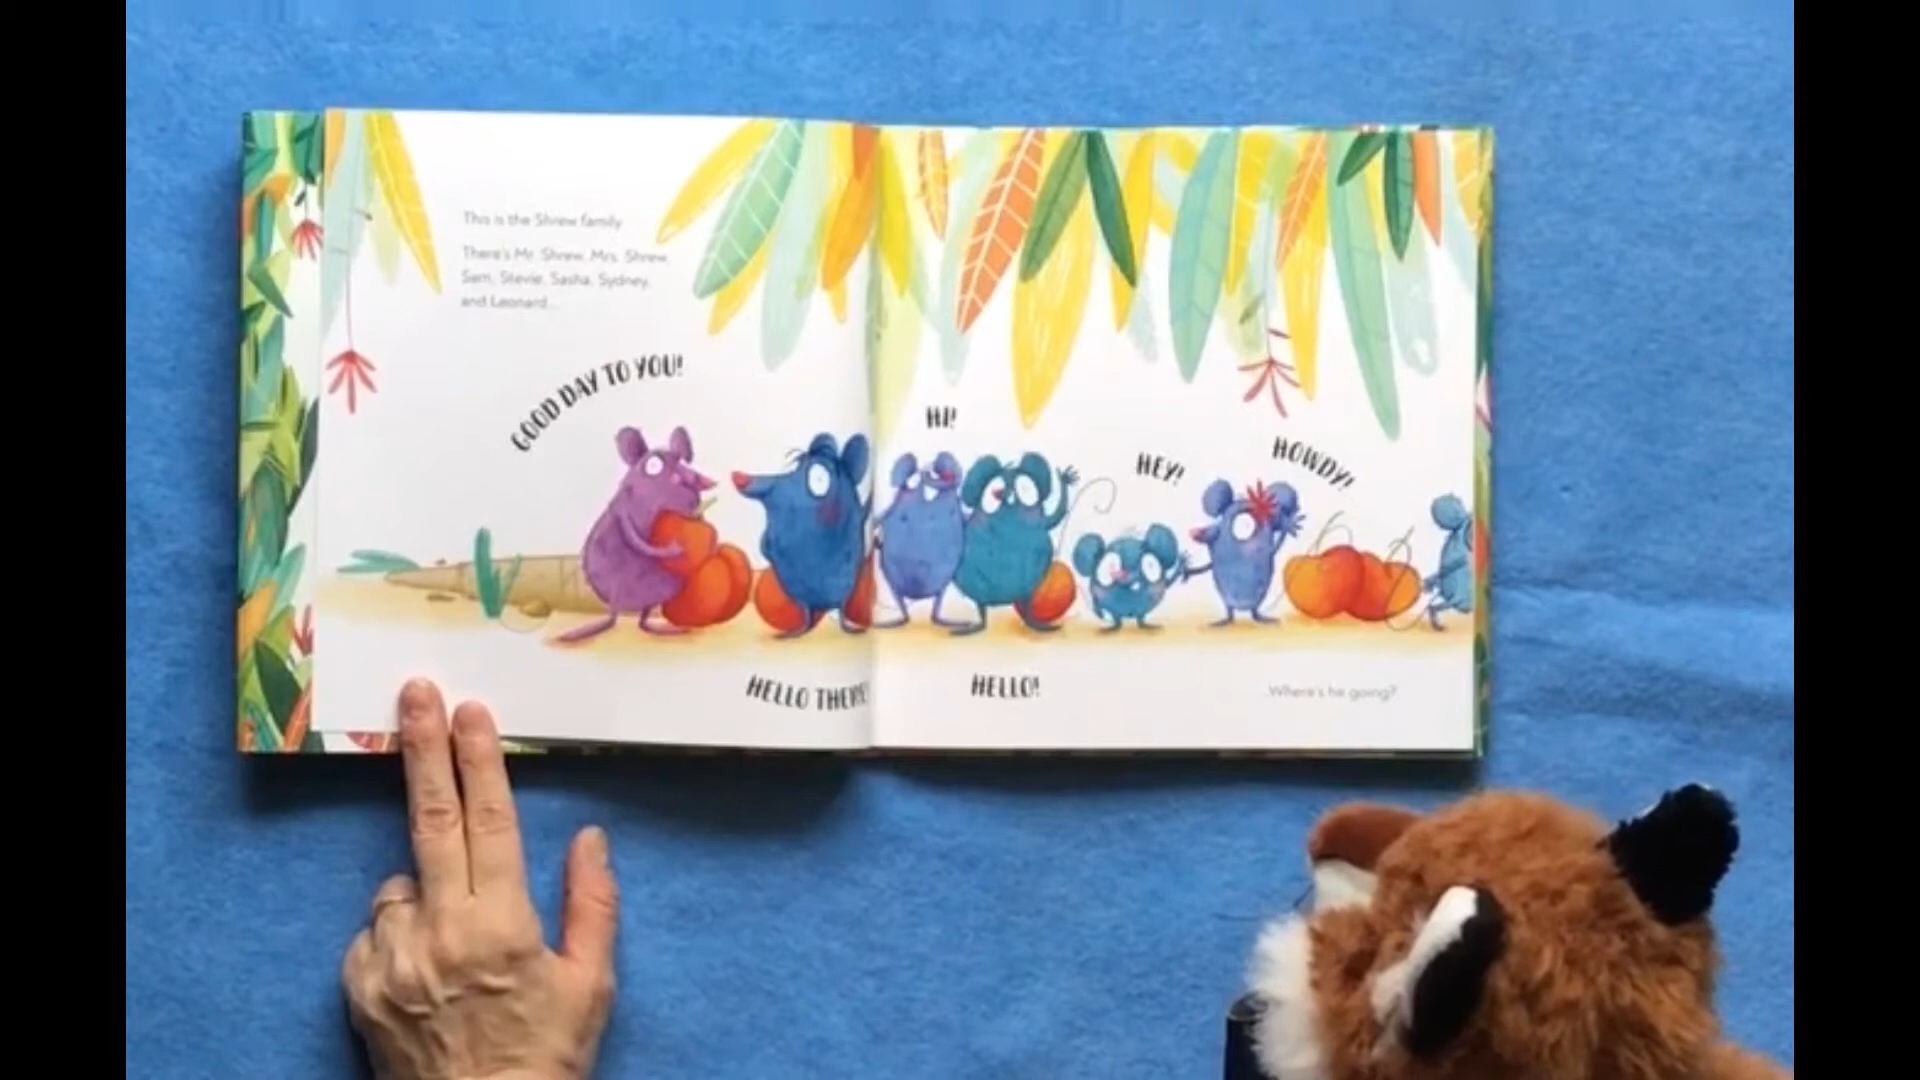 This is the Shrew family
There's Mr. Shrew, Mrs. Shrew,
Sam, Stevie, Sasha, Sydney,
and Leonard...
GOOD DAY TO YOU!
HELLO THERE!
HI!
HELLO!
HEY!
HOWDY!
...Where's he going?